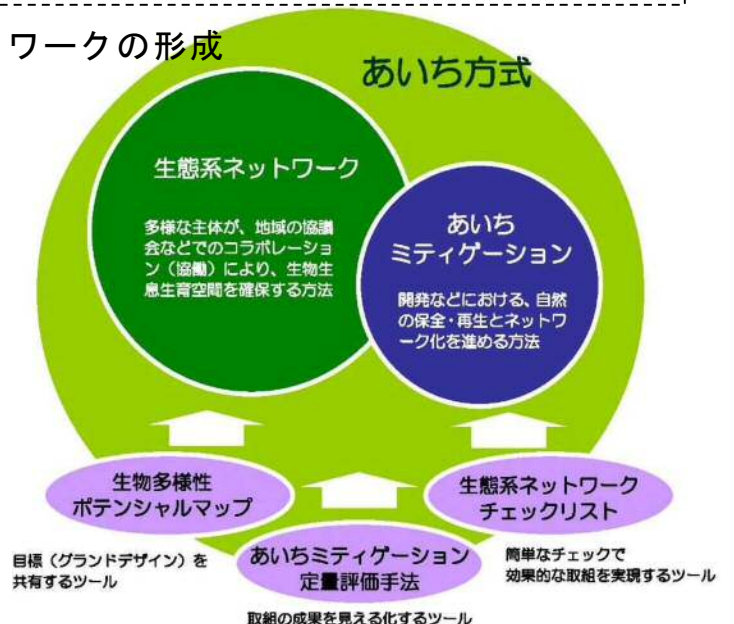 ワークの形成
あいち方式
生態系ネットワーク
多様な主体が、地域の協議
会などでのコラボレーショ
ン（協働）により、生物生
息生育空間を確保する方法
あいち
ミティゲーション
開発などにおける、自然
の保全・再生とネットワ
ーク化を進める方法
生物多様性
ポテンシャルマップ
目標（グランドデザイン）を
共有するツール
あいちミティゲーション
定量評価手法
取組の成果を見える化するツール
生態系ネットワーク
チェックリスト
簡単なチェックで
効果的な取組を実現するツール